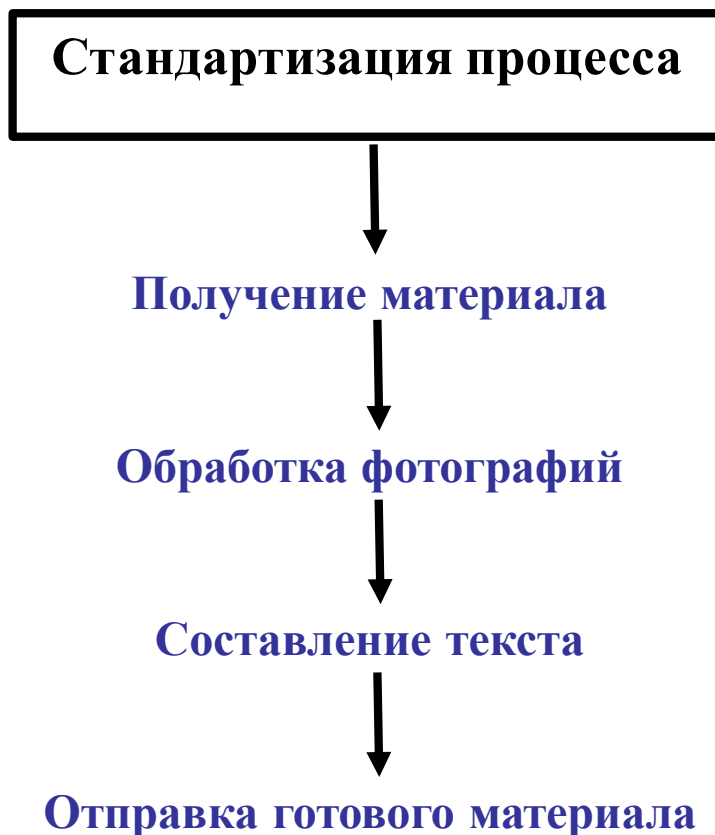 Стандартизация процесса
Получение материала
Обработка фотографий
Составление текста
Отправка готового материала